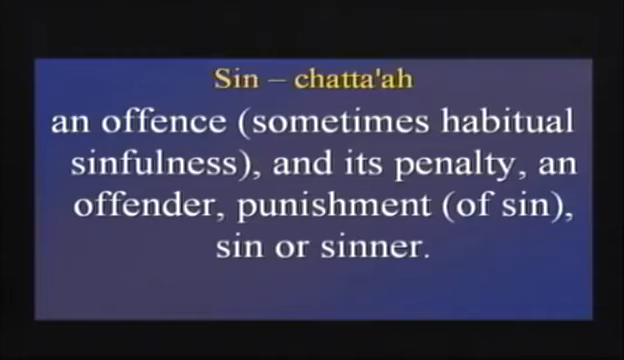 Sin – chatta'ah
an offence (sometimes habitual
sinfulness), and its penalty, an
offender, punishment (of sin),
sin or sinner.